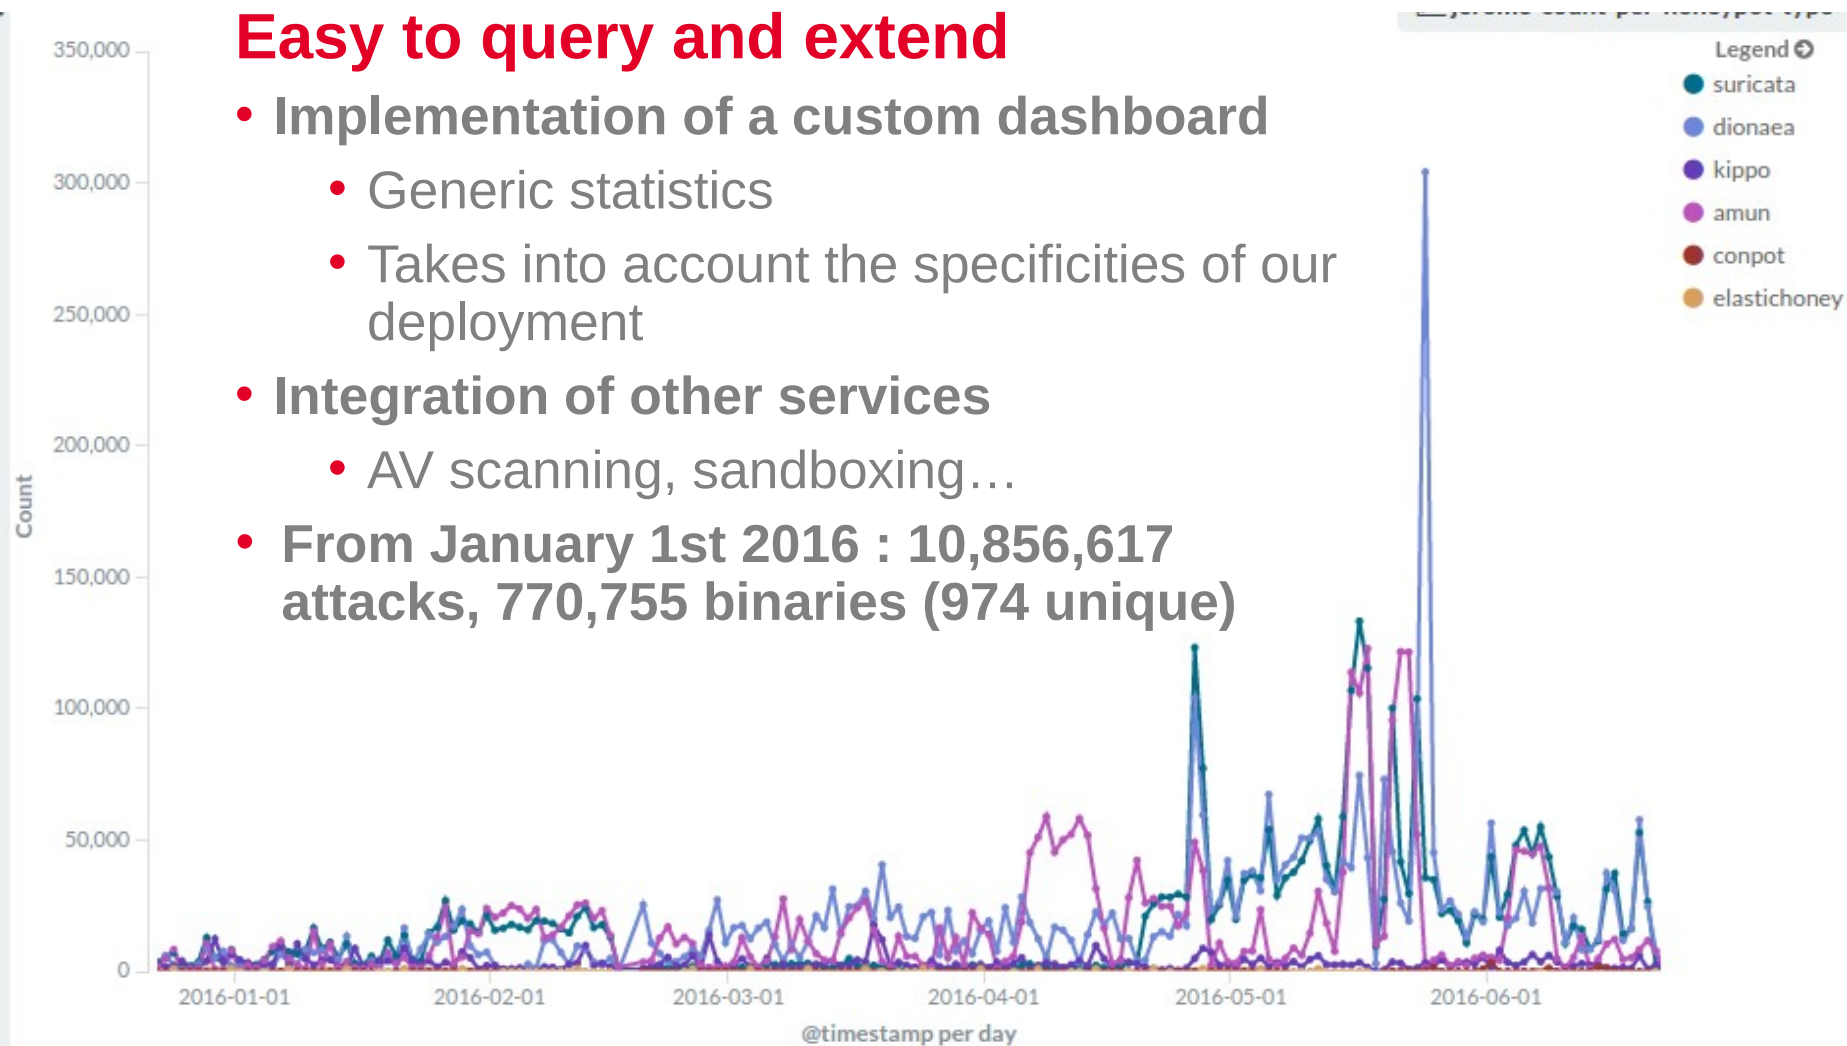 Easy to query and extend
• Implementation of a custom dashboard
• Generic statistics
• Takes into account the specificities of our
deployment
• Integration of other services
• AV scanning, sandboxing…
• From January 1st 2016 : 10,856,617
attacks, 770,755 binaries (974 unique)
Legend
suricata
dionaea
kippo
amun
conpot
elastichoney
Count
350,000
300,000
250,000
200,000
150,000
100,000
50,000
0
2016-01-01
2016-02-01
2016-03-01
2016-04-01
2016-05-01
2016-06-01
@timestamp per day